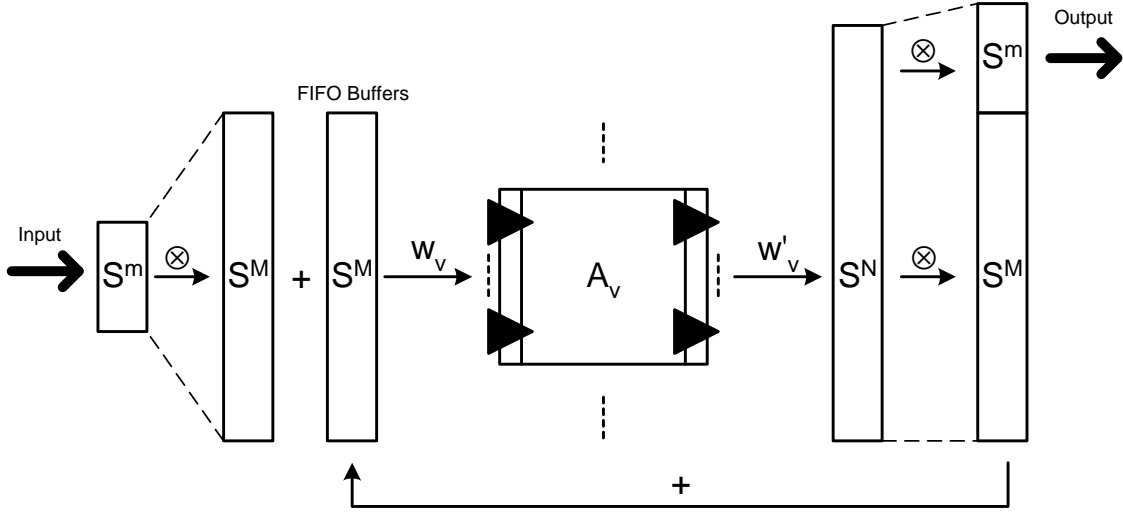 Output
⊗
S^m
FIFO Buffers
Input
S^m
⊗
S^M
+
S^M
w_v
A_v
w'_v
S^N
⊗
S^M
+